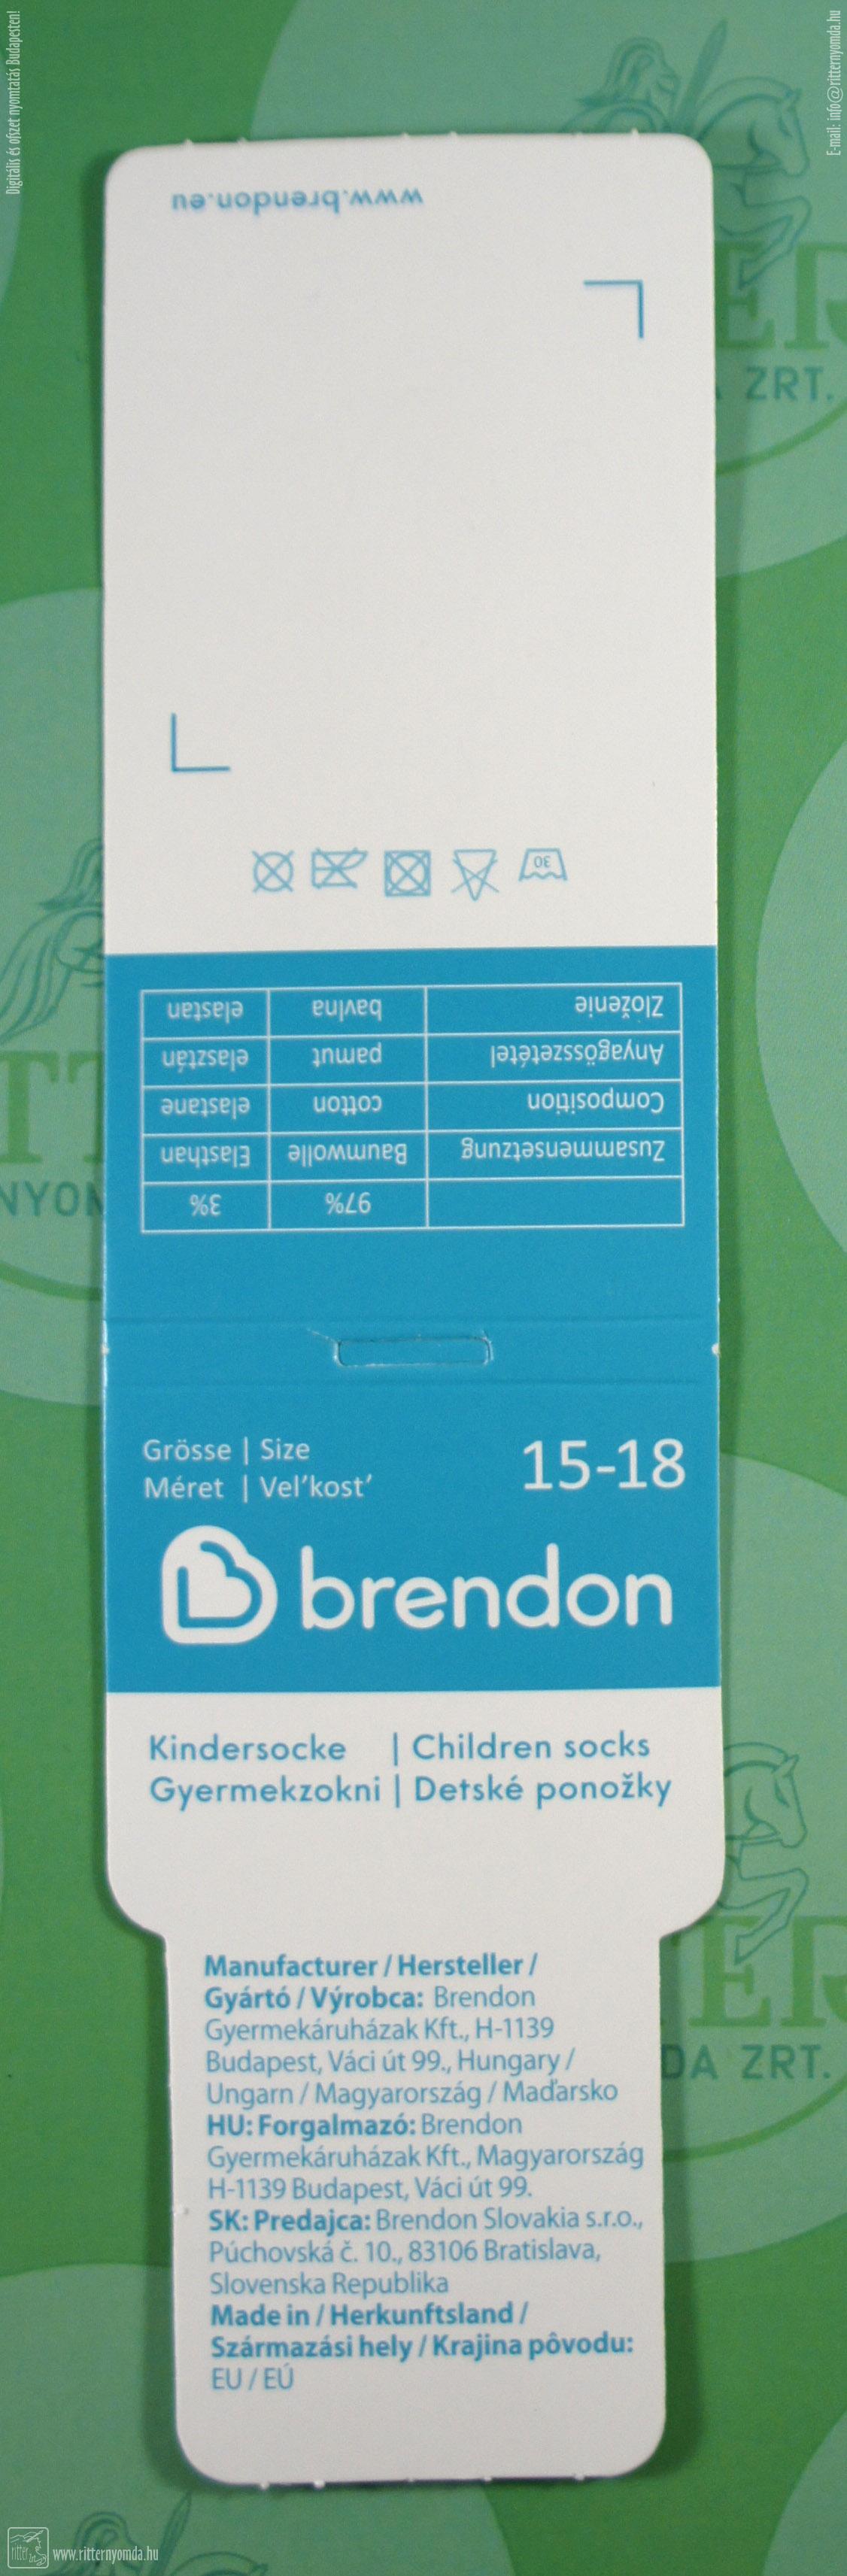 Digitális és ofszet nyomtatás Budapesten!
E-mail: info@ritternyomda.hu
www.brendon.eu
30
97% 3%
Zusammensetzung Baumwolle Elasthan
Composition cotton elastane
Anyagösszetétel pamut elasztán
Zloženie bavlna elastan
Grösse | Size
Méret | Vel’kost’
15-18
brendon
Kindersocke | Children socks
Gyermekzokni | Detské ponožky
Manufacturer / Hersteller /
Gyártó / Výrobca: Brendon
Gyermekáruházak Kft., H-1139
Budapest, Váci út 99., Hungary /
Ungarn / Magyarország / Maďarsko
HU: Forgalmazó: Brendon
Gyermekáruházak Kft., Magyarország
H-1139 Budapest, Váci út 99.
SK: Predajca: Brendon Slovakia s.r.o.,
Púchovská č. 10., 83106 Bratislava,
Slovenska Republika
Made in / Herkunftsland /
Származási hely / Krajina pôvodu:
EU / EÚ
ZRT.
ZRT.
www.ritternyomda.hu